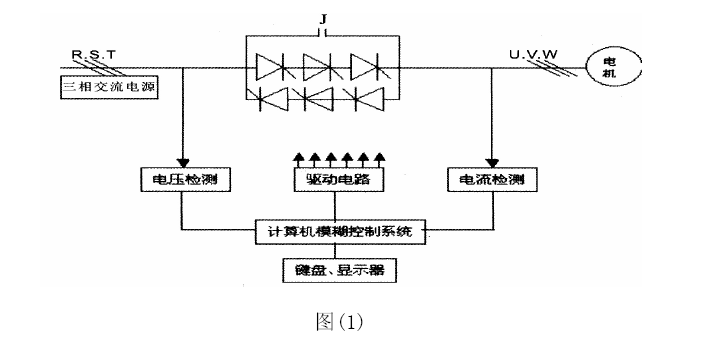 J
R.S.T
U.V.W
电机
三相交流电源
电压检测
驱动电路
电流检测
计算机模糊控制系统
键盘、显示器
图(1)